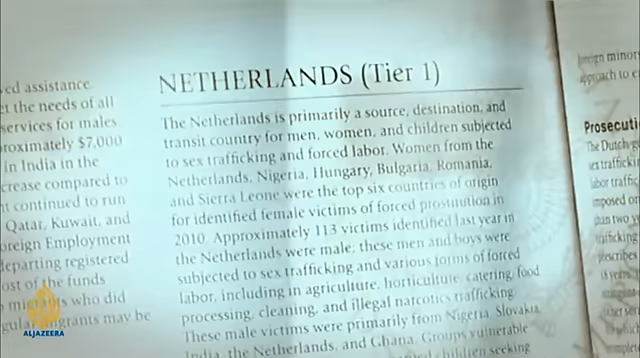 ved assistance.
et the needs of all
services for males
roximately $7,000
in India in the
crease compared to
nt continued to run
Qatar, Kuwait, and
oreign Employment
departing registered
ost of the funds
who did
migrants may be
NETHERLANDS (Tier 1)
The Netherlands is primarily a source, destination, and
transit country for men, women, and children subjected
to sex trafficking and forced labor. Women from the
Netherlands, Nigeria, Hungary, Bulgaria, Romania,
and Sierra Leone were the top six countries of origin
for identified female victims of forced prostitution in
2010. Approximately 113 victims identified last year in
the Netherlands were male; these men and boys were
subjected to sex trafficking and various forms of forced
labor, including in agriculture, horticulture, catering, food
processing, cleaning, and illegal narcotics trafficking.
These male victims were primarily from Nigeria, Slovakia,
India, the Netherlands, and Ghana. Groups vulnerable
children seeking
foreign minors
approach to
Prosecuti
The Dutch
sex trafficking
labor traffic
imposed
than two
trafficking
prescribes
ALJAZEERA